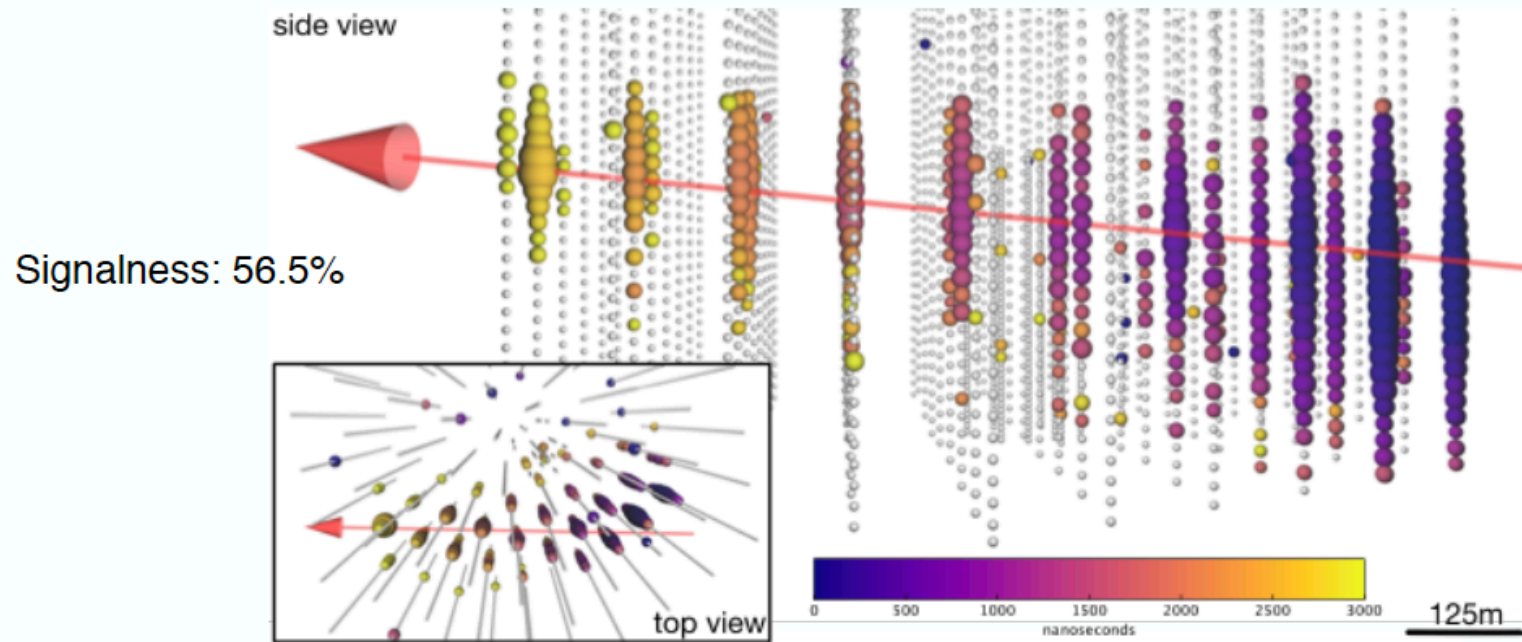 side view
Signalness: 56.5%
top view
0 500 1000 1500 2000 2500 3000
nanoseconds
125m